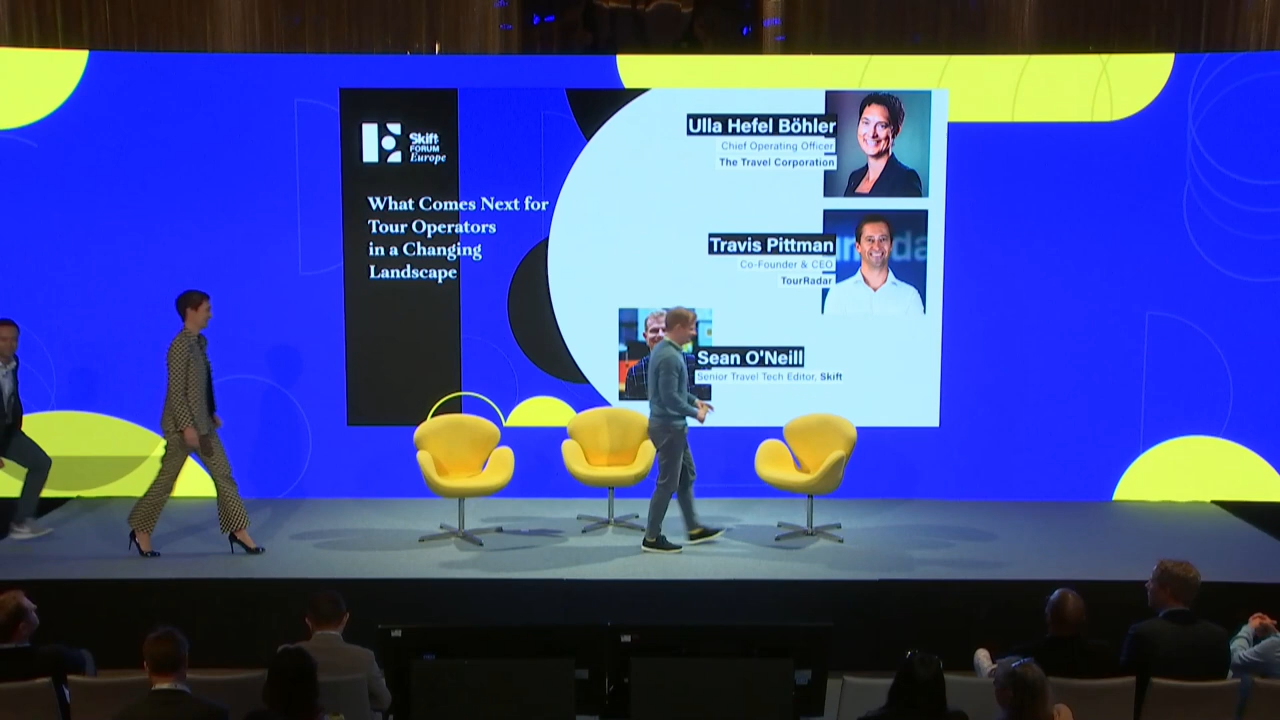 Skift
FORUM
Europe
What Comes Next for
Tour Operators
in a Changing
Landscape
Ulla Hefel Böhler
Chief Operating Officer
The Travel Corporation
Travis Pittman
Co-Founder & CEO
TourRadar
Sean O'Neill
Senior Travel Tech Editor, Skift